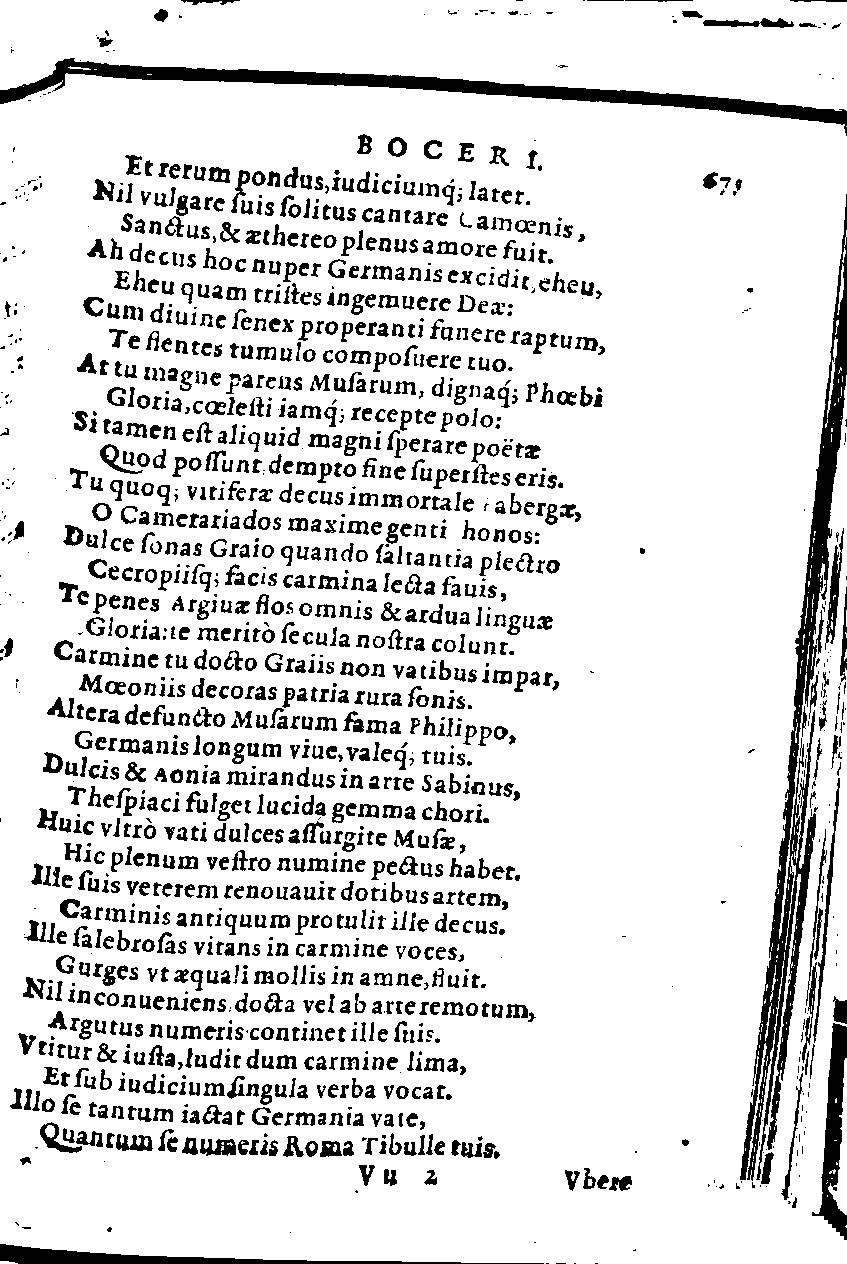 BOCERI. 675
Et rerum pondus, iudiciumq́; later.
Nil vulgare ſuis ſolitus cantare Camœnis,
Sanctus, & æthereo plenus amore fuit.
Ah decus hoc nuper Germanis excidit, eheu,
Eheu quam triſtes ingemuere Deæ:
Cum diuine ſenex properanti funere raptum,
Te flentes tumulo compoſuere tuo.
At tu magne parens Muſarum, dignaq́; Phœbi
Gloria, cœleſti iamq́; recepte polo:
Si tamen eſt aliquid magni ſperare poëtæ
Quod poſſunt dempto fine ſuperſtes eris.
Tu quoq; vitiferæ decus immortale abergæ,
O Camerariados maxime genti honos:
Dulce ſonas Graio quando ſaltantia plectro
Cecropiiſq; facis carmina lecta fauis,
Te penes Argiuæ flos omnis & ardua linguæ
Gloria: te meritò ſecula noſtra colunt.
Carmine tu docto Graiis non vatibus impar,
Mœoniis decoras patria rura ſonis.
Altera defuncto Muſarum fama Philippo,
Germanis longum viue, valeq́; tuis.
Dulcis & Aonia mirandus in arte Sabinus,
Theſpiaci fulget lucida gemma chori.
Huic vltrò vati dulces aſſurgite Muſæ,
Hic plenum veſtro numine pectus habet.
Ille ſuis veterem renouauit dotibus artem,
Carminis antiquum protulit ille decus.
Ille ſalebroſas vitans in carmine voces,
Gurges vt æquali mollis in amne, fluit.
Nil inconueniens, docta vel ab arte remotum,
Argutus numeris continet ille ſuis.
Vtitur & iuſta, ludit dum carmine lima,
Et ſub iudicium ſingula verba vocat.
Illo ſe tantum iactat Germania vate,
Quantum ſe numeris Roma Tibulle tuis.
Vu 2 Vbere